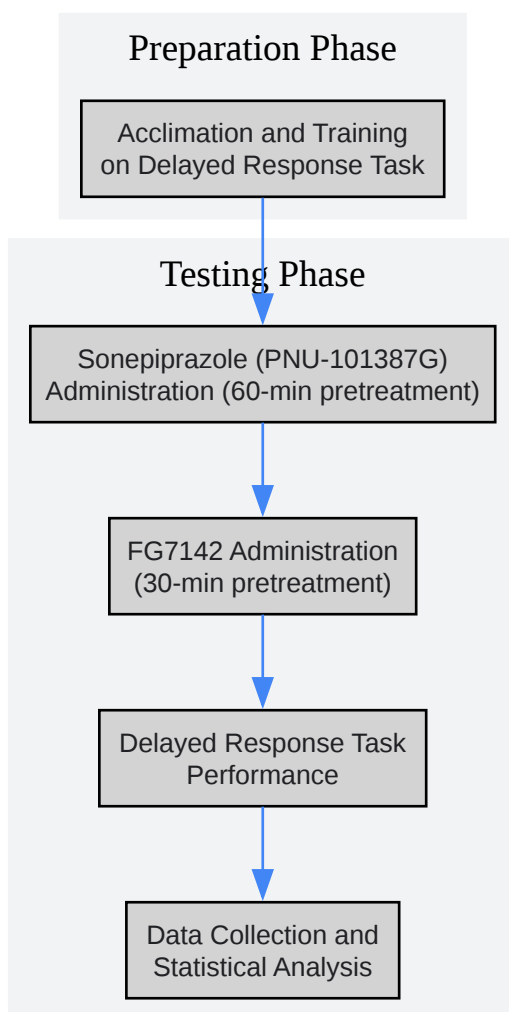 Preparation Phase
Acclimation and Training
on Delayed Response Task
Testing Phase
Sonepiprazole (PNU-101387G)
Administration (60-min pretreatment)
FG7142 Administration
(30-min pretreatment)
Delayed Response Task
Performance
Data Collection and
Statistical Analysis